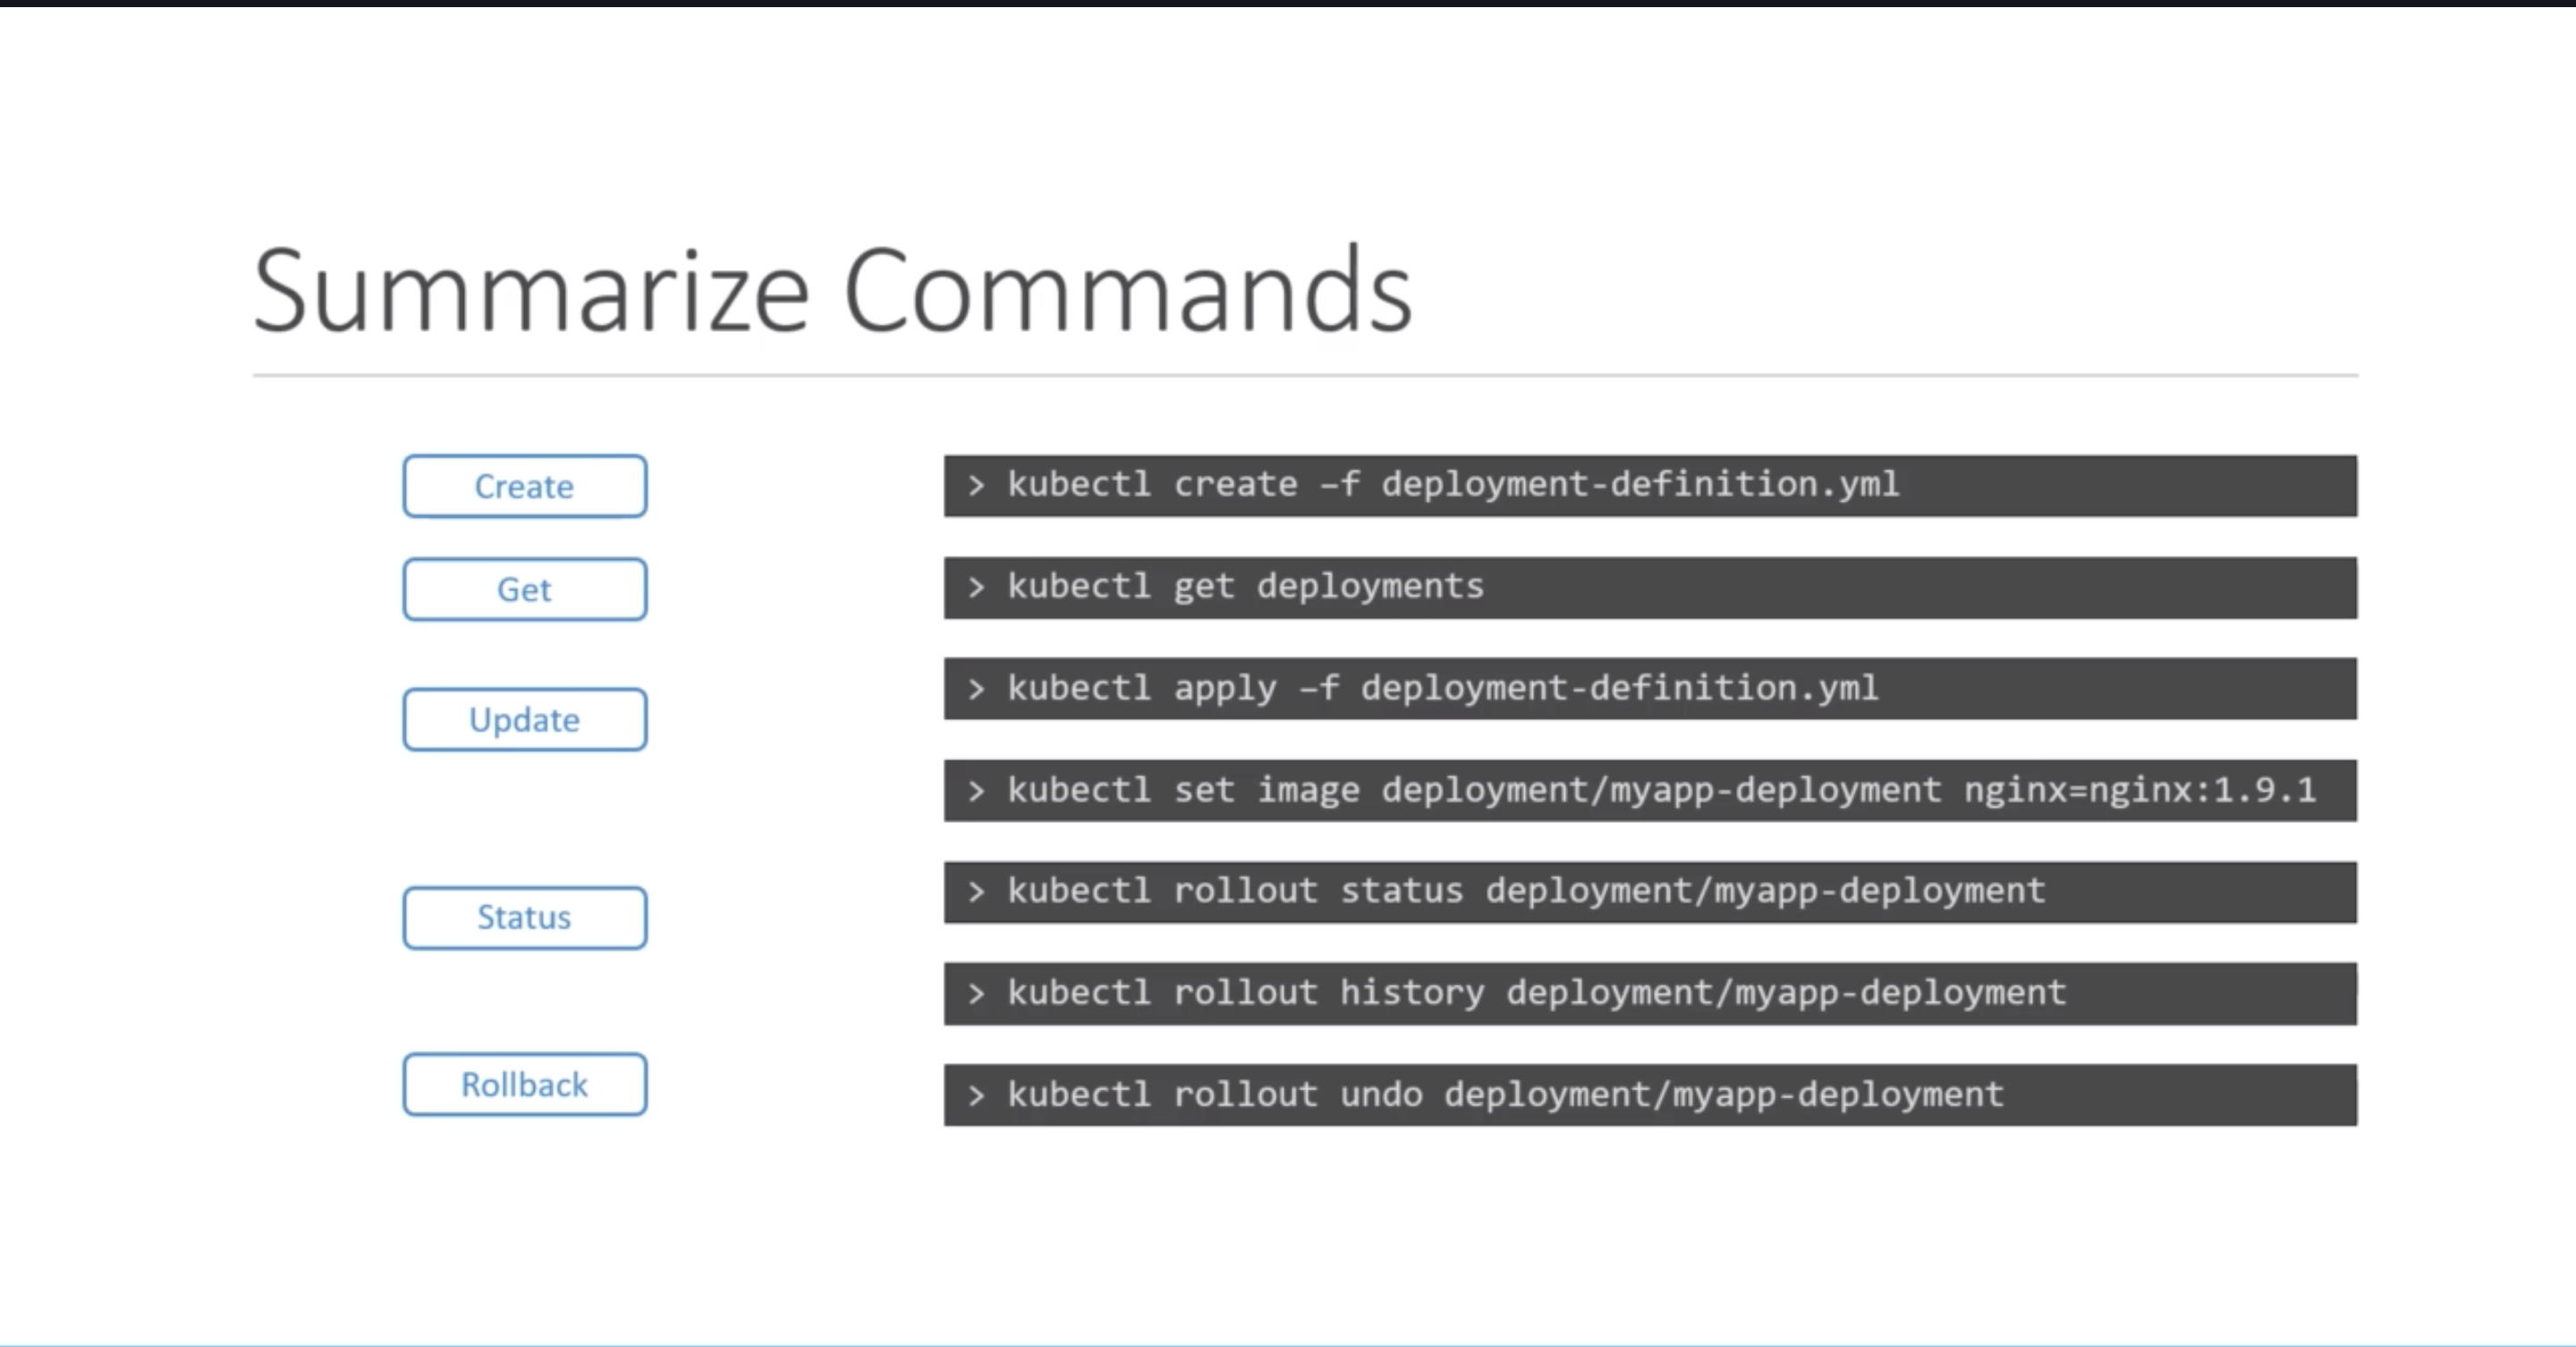 Summarize Commands
Create
> kubectl create –f deployment-definition.yml
Get
> kubectl get deployments
Update
> kubectl apply –f deployment-definition.yml
> kubectl set image deployment/myapp-deployment nginx=nginx:1.9.1
Status
> kubectl rollout status deployment/myapp-deployment
> kubectl rollout history deployment/myapp-deployment
Rollback
> kubectl rollout undo deployment/myapp-deployment